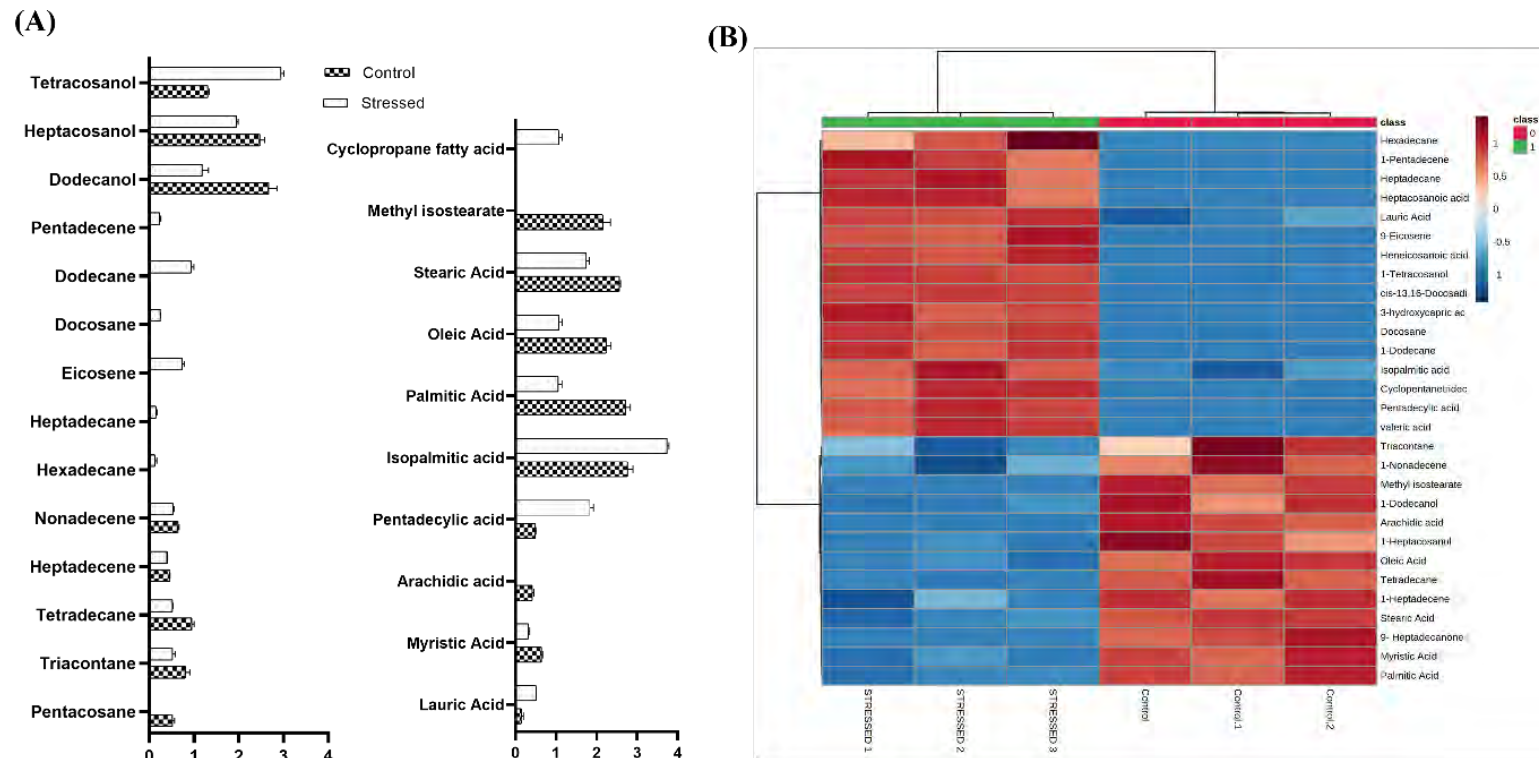 (A)
Tetracosanol
Heptacosanol
Dodecanol
Pentadecene
Dodecane
Docosane
Eicosene
Heptadecane
Hexadecane
Nonadecene
Heptadecene
Tetradecane
Triacontane
Pentacosane
0 1 2 3 4
Control
Stressed
Cyclopropane fatty acid
Methyl isostearate
Stearic Acid
Oleic Acid
Palmitic Acid
Isopalmitic acid
Pentadecylic acid
Arachidic acid
Myristic Acid
Lauric Acid
0 1 2 3 4
(B)
class
Hexadecane
1-Pentadecene
Heptadecane
Heptacosanoic acid
Lauric Acid
9-Eicosene
Heneicosanoic acid
1-Tetracosanol
cis-13,16-Docosadi
3-hydroxycapric ac
Docosane
1-Dodecane
Isopalmitic acid
Cyclopentanetridec
Pentadecylic acid
valeric acid
Triacontane
1-Nonadecene
Methyl isostearate
1-Dodecanol
Arachidic acid
1-Heptacosanol
Oleic Acid
Tetradecane
1-Heptadecene
Stearic Acid
9- Heptadecanone
Myristic Acid
Palmitic Acid
STRESSED 1
STRESSED 2
STRESSED 3
Control
Control.1
Control.2
1
0.5
0
-0.5
1
class
0
1